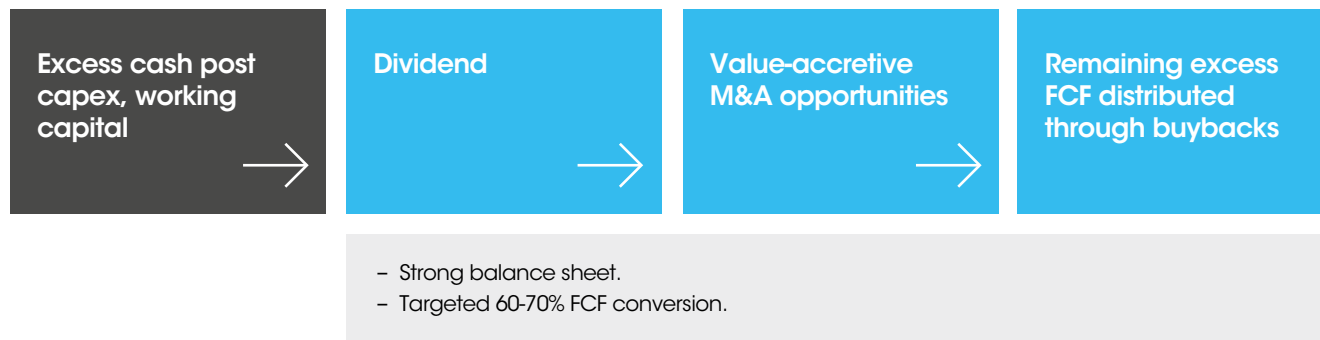 Excess cash post
capex, working
capital
Dividend
Value-accretive
M&A opportunities
Remaining excess
FCF distributed
through buybacks
– Strong balance sheet.
– Targeted 60-70% FCF conversion.